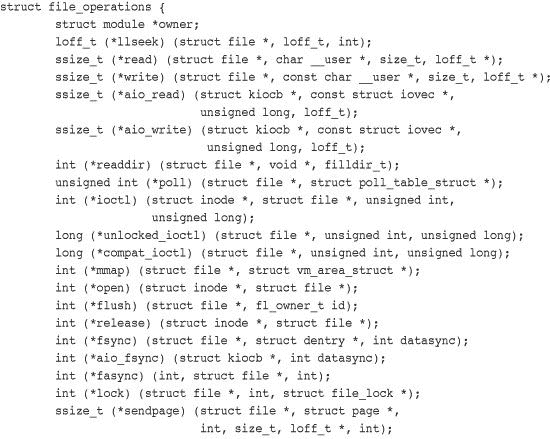 struct file_operations {
struct module *owner;
loff_t (*llseek) (struct file *, loff_t, int);
ssize_t (*read) (struct file *, char __user *, size_t, loff_t *);
ssize_t (*write) (struct file *, const char __user *, size_t, loff_t *);
ssize_t (*aio_read) (struct kiocb *, const struct iovec *,
unsigned long, loff_t);
ssize_t (*aio_write) (struct kiocb *, const struct iovec *,
unsigned long, loff_t);
int (*readdir) (struct file *, void *, filldir_t);
unsigned int (*poll) (struct file *, struct poll_table_struct *);
int (*ioctl) (struct inode *, struct file *, unsigned int,
unsigned long);
long (*unlocked_ioctl) (struct file *, unsigned int, unsigned long);
long (*compat_ioctl) (struct file *, unsigned int, unsigned long);
int (*mmap) (struct file *, struct vm_area_struct *);
int (*open) (struct inode *, struct file *);
int (*flush) (struct file *, fl_owner_t id);
int (*release) (struct inode *, struct file *);
int (*fsync) (struct file *, struct dentry *, int datasync);
int (*aio_fsync) (struct kiocb *, int datasync);
int (*fasync) (int, struct file *, int);
int (*lock) (struct file *, int, struct file_lock *);
ssize_t (*sendpage) (struct file *, struct page *,
int, size_t, loff_t *, int);